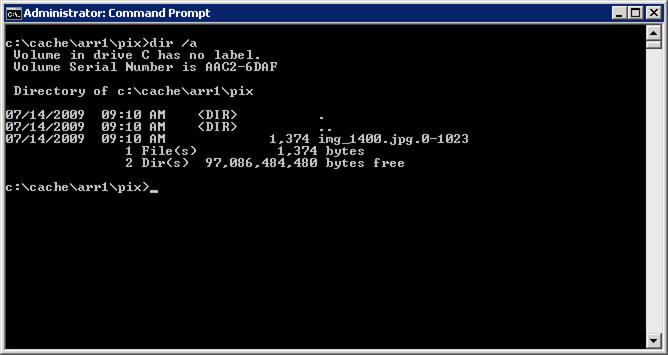 Administrator: Command Prompt
c:\cache\arr1\pix>dir /a
 Volume in drive C has no label.
 Volume Serial Number is AAC2-6DAF
 Directory of c:\cache\arr1\pix
07/14/2009  09:10 AM    <DIR>          .
07/14/2009  09:10 AM    <DIR>          ..
07/14/2009  09:10 AM             1,374 img_1400.jpg.0-1023
               1 File(s)          1,374 bytes
               2 Dir(s)  97,086,484,480 bytes free
c:\cache\arr1\pix>_